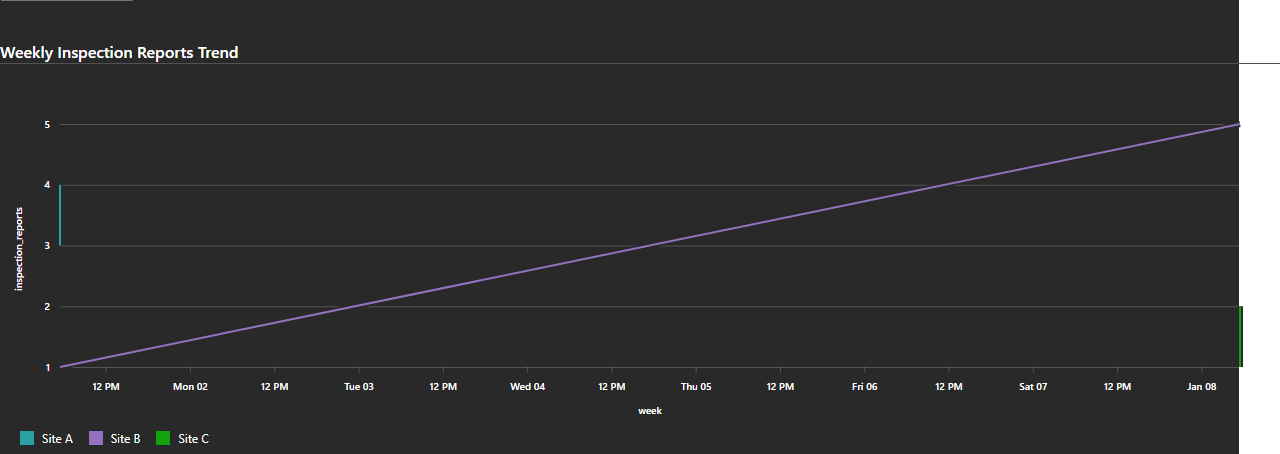 Weekly Inspection Reports Trend
5
4
3
2
1
inspection_reports
12 PM Mon 02 12 PM Tue 03 12 PM Wed 04 12 PM Thu 05 12 PM Fri 06 12 PM Sat 07 12 PM Jan 08
week
Site A Site B Site C